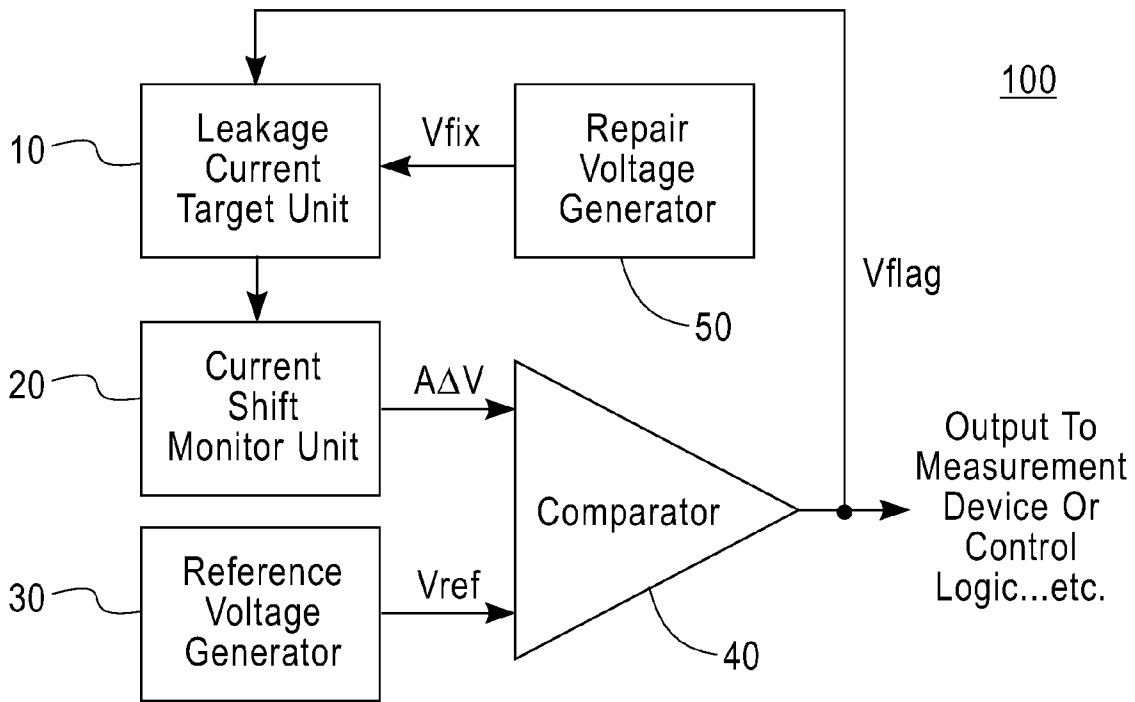 100
10
Leakage
Current
Target Unit
Vfix
Repair
Voltage
Generator
50
Vflag
20
Current
Shift
Monitor Unit
AΔV
30
Reference
Voltage
Generator
Vref
Comparator
40
Output To
Measurement
Device Or
Control
Logic...etc.